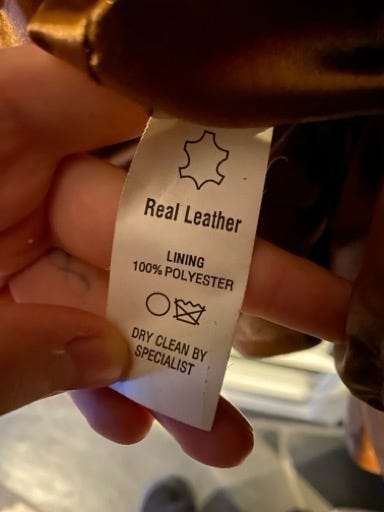 Real Leather
LINING
100% POLYESTER
DRY CLEAN BY
SPECIALIST